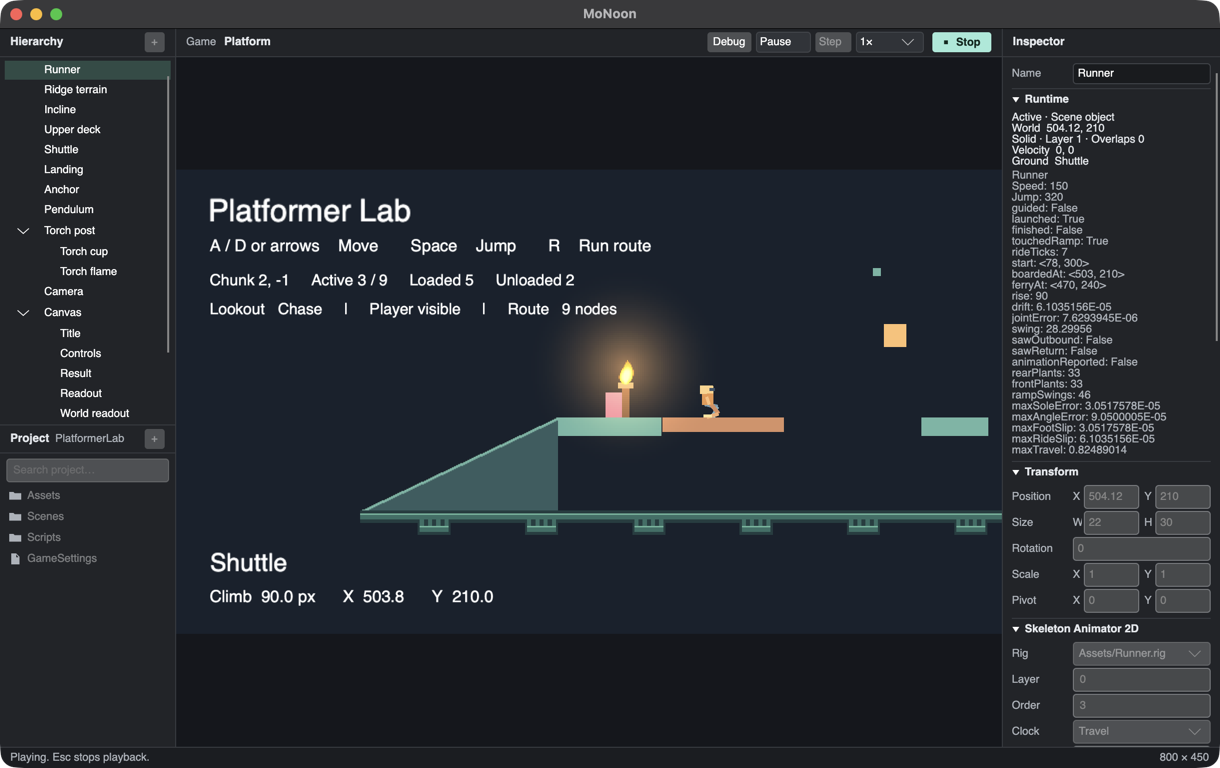 MoNoon
Hierarchy
+
Runner
Ridge terrain
Incline
Upper deck
Shuttle
Landing
Anchor
Pendulum
Torch post
Torch cup
Torch flame
Camera
Canvas
Title
Controls
Result
Readout
World readout
Project PlatformerLab
+
Search project...
Assets
Scenes
Scripts
GameSettings
Game Platform
Debug Pause Step 1× Stop
Platformer Lab
A / D or arrows Move Space Jump R Run route
Chunk 2, -1 Active 3 / 9 Loaded 5 Unloaded 2
Lookout Chase | Player visible | Route 9 nodes
Shuttle
Climb 90.0 px X 503.8 Y 210.0
Inspector
Name Runner
Runtime
Active · Scene object
World 504.12, 210
Solid · Layer 1 · Overlaps 0
Velocity 0, 0
Ground Shuttle
Runner
Speed: 150
Jump: 320
guided: False
launched: True
finished: False
touchedRamp: True
rideTicks: 7
start: <78, 300>
boardedAt: <503, 210>
ferryAt: <470, 240>
rise: 90
drift: 6.1035156E-05
jointError: 7.6293945E-06
swing: 28.29956
sawOutbound: False
sawReturn: False
animationReported: False
rearPlants: 33
frontPlants: 33
rampSwings: 46
maxSoleError: 3.0517578E-05
maxAngleError: 9.0500005E-05
maxFootSlip: 3.0517578E-05
maxRideSlip: 6.1035156E-05
maxTravel: 0.82489014
Transform
Position X 504.12 Y 210
Size W 22 H 30
Rotation 0
Scale X 1 Y 1
Pivot X 0 Y 0
Skeleton Animator 2D
Rig Assets/Runner.rig
Layer 0
Order 3
Clock Travel
Playing. Esc stops playback.
800 × 450